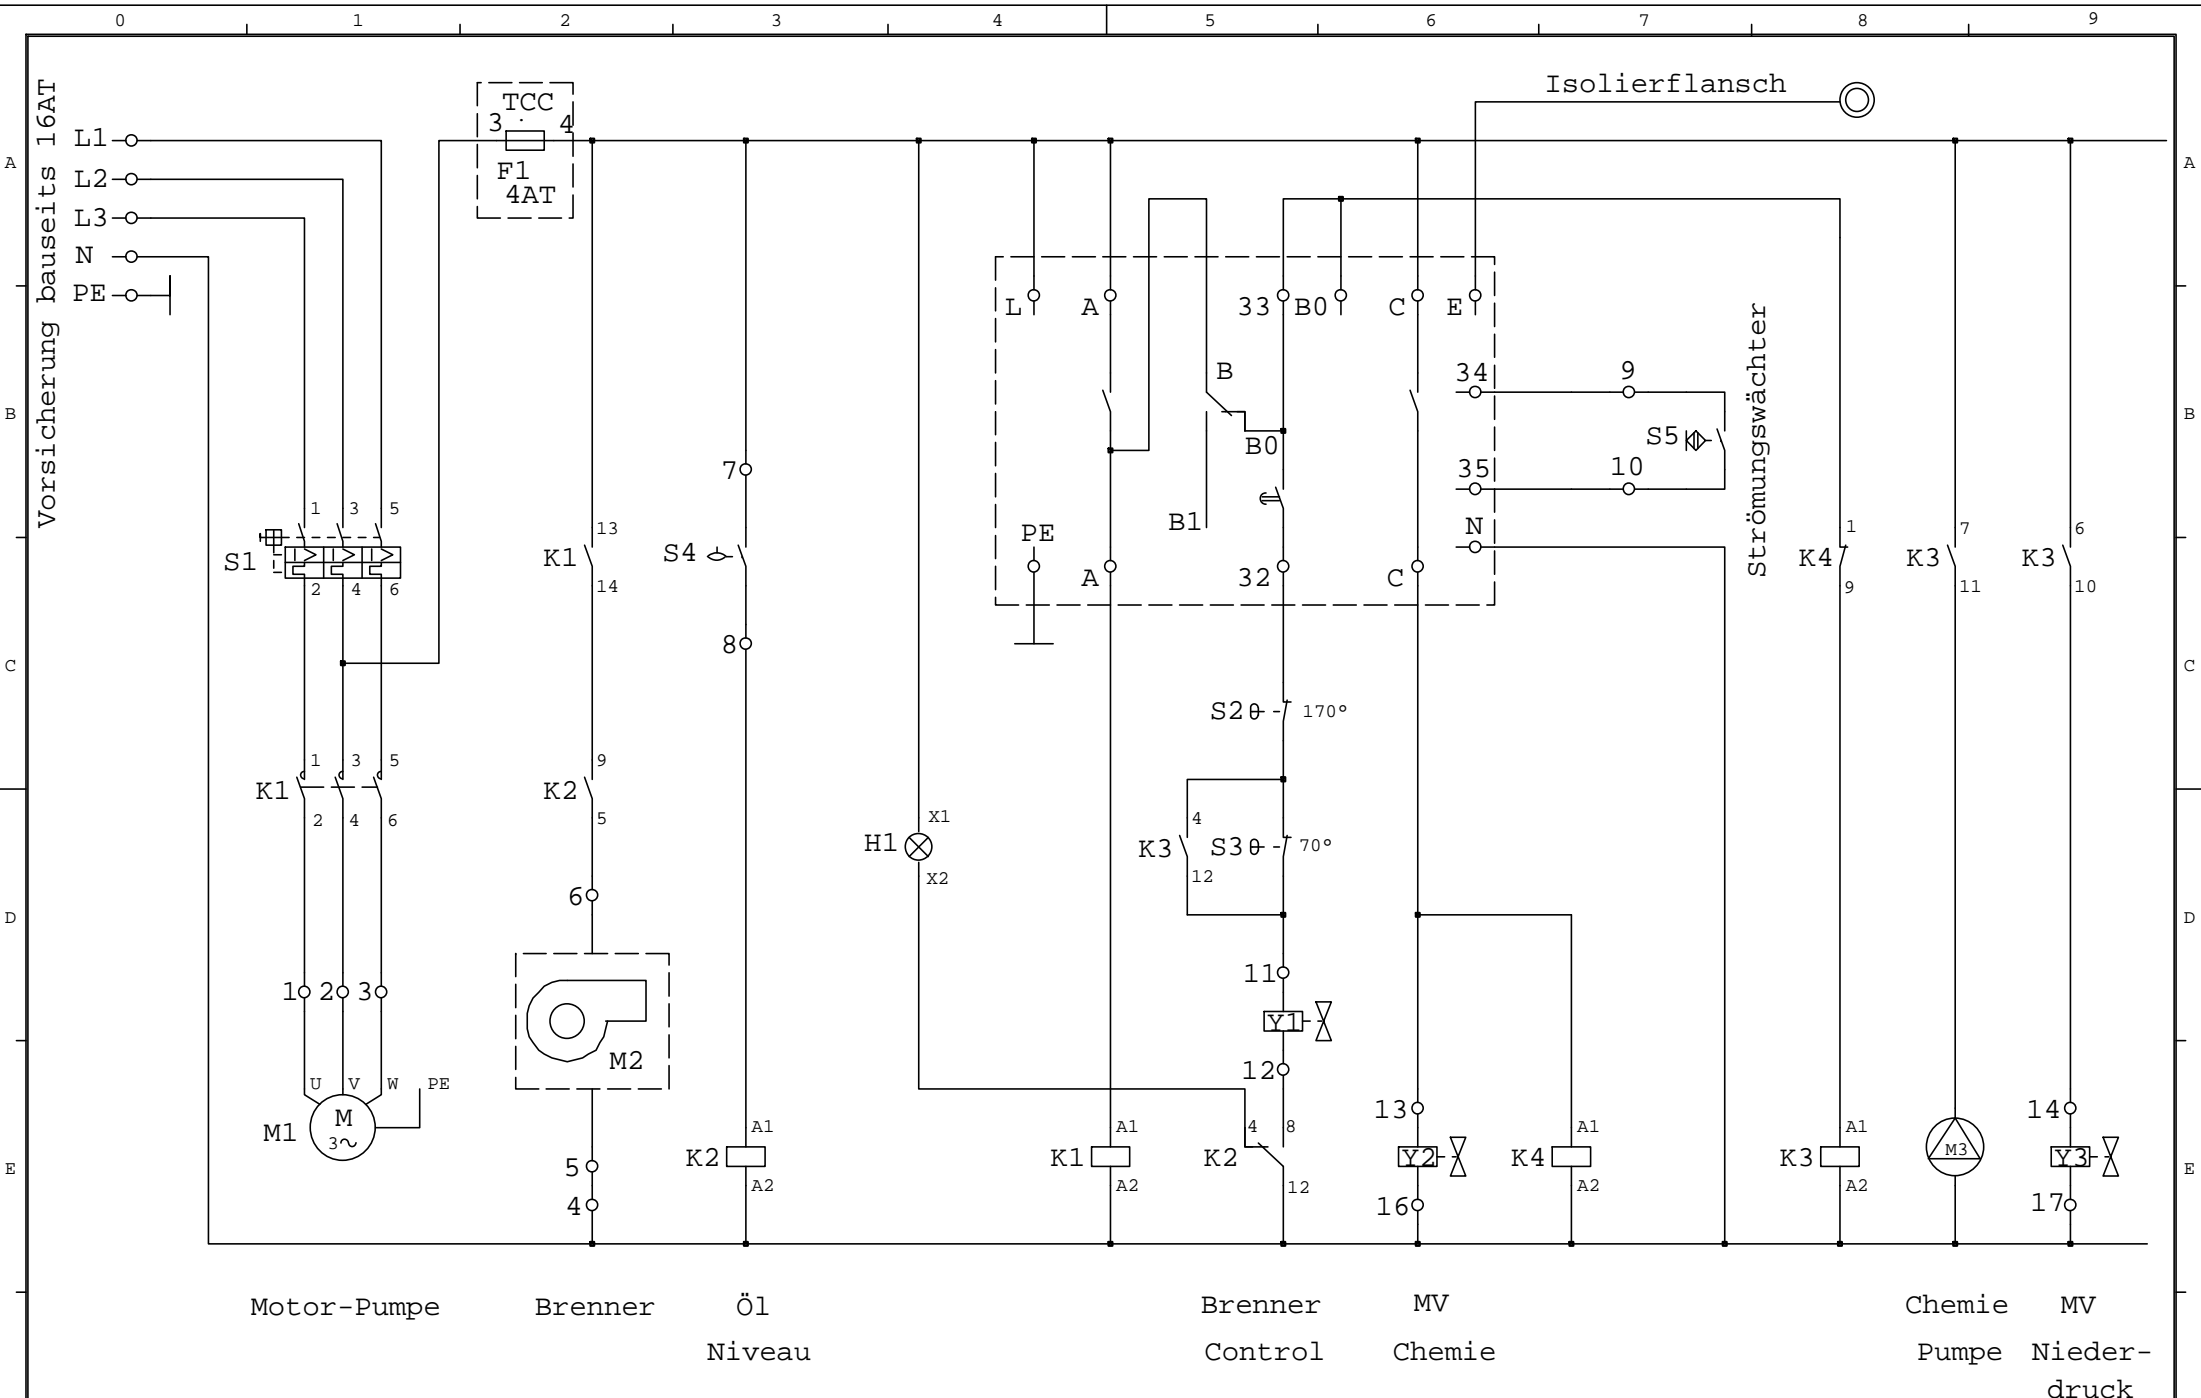 0 1 2 3 4 5 6 7 8 9
Isolierflansch
Vorsicherung bauseits 16AT
TCC
3 4
F1
4AT
L1
L2
L3
N
PE
A A
L A 33 B0 C E
B
B0
B1
34 9
S5
35 10
N
Strömungswächter
B B
7
1 3 5
S1
2 4 6
13
K1
14
S4
8
PE
A 32 C
1
K4
9
7
K3
11
6
K3
10
C C
S2 170°
1 3 5
K1
2 4 6
9
K2
5
X1
H1
X2
4
K3
12
S3 70°
6
D D
11
Y1
12
1 2 3
M2
U V W PE
M1
M
3~
5
4
A1
K2
A2
A1
K1
A2
4 8
K2
12
13
Y2
16
A1
K4
A2
A1
K3
A2
M3
14
Y3
17
E E
Motor-Pumpe
Brenner
Öl
Niveau
Brenner
Control
MV
Chemie
Chemie
Pumpe
MV
Nieder-
druck